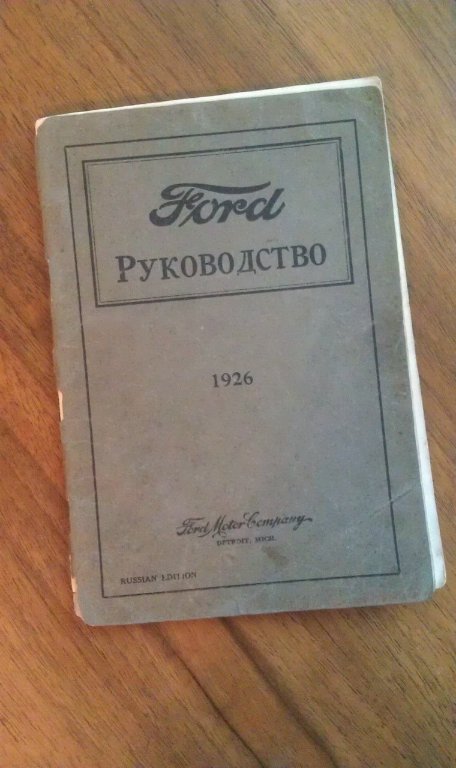 Ford
РУКОВОДСТВО
1926
Ford Motor Company
DETROIT, MICH.
RUSSIAN EDITION